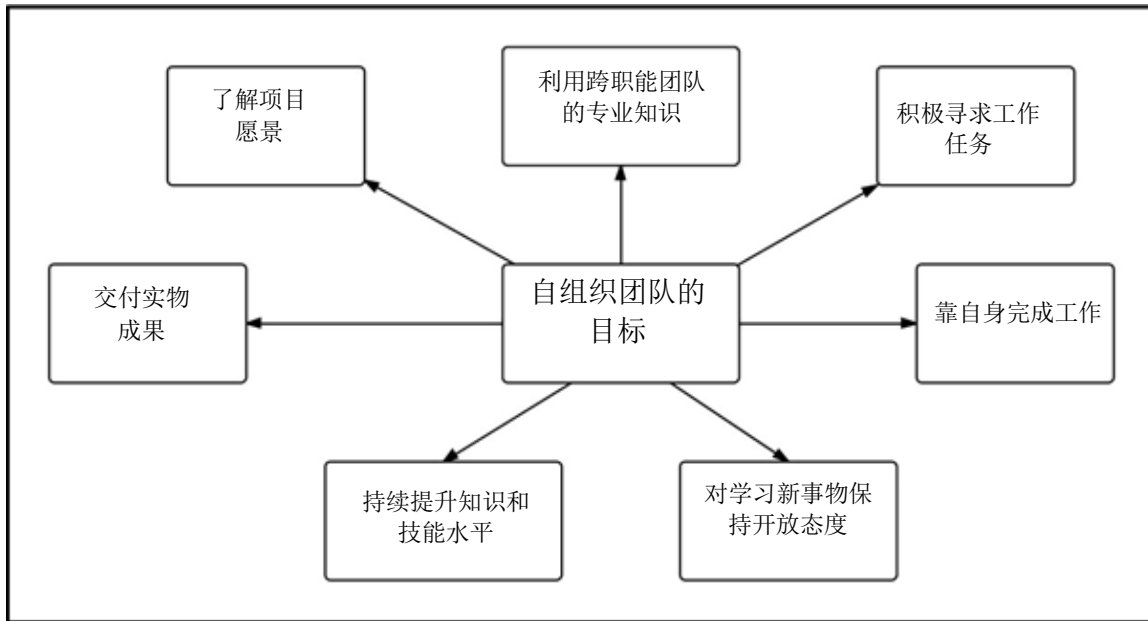 了解项目
愿景
利用跨职能团队
的专业知识
积极寻求工作
任务
交付实物
成果
自组织团队的
目标
靠自身完成工作
持续提升知识和
技能水平
对学习新事物保
持开放态度